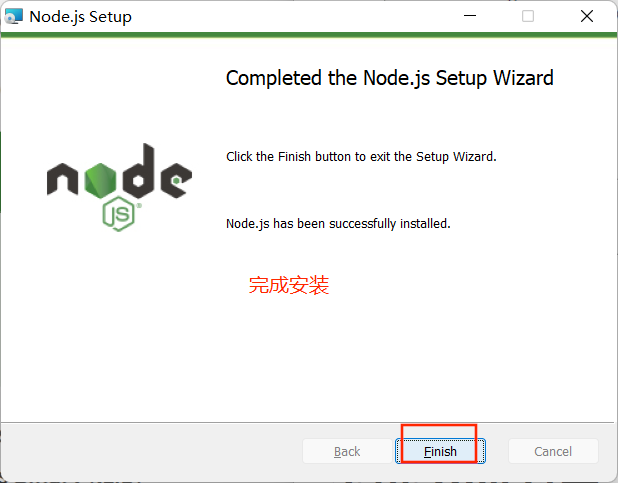 Node.js Setup
Completed the Node.js Setup Wizard
Click the Finish button to exit the Setup Wizard.
node
JS
Node.js has been successfully installed.
完成安装
Back
Finish
Cancel